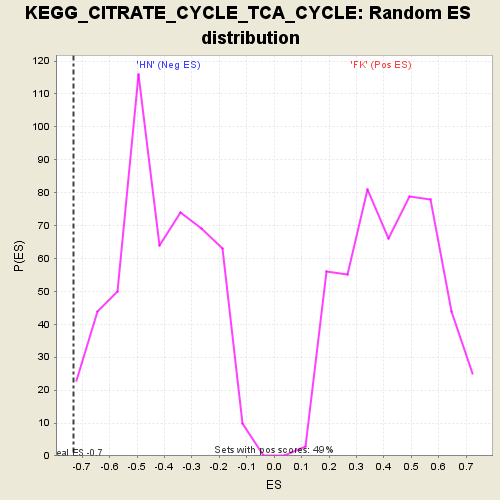 KEGG_CITRATE_CYCLE_TCA_CYCLE: Random ES
distribution
'HN' (Neg ES) 'FK' (Pos ES)
P(ES)
120
110
100
90
80
70
60
50
40
30
20
10
0
eal ES -0.7 Sets with pos scores: 49%
-0.7 -0.6 -0.5 -0.4 -0.3 -0.2 -0.1 0.0 0.1 0.2 0.3 0.4 0.5 0.6 0.7
ES